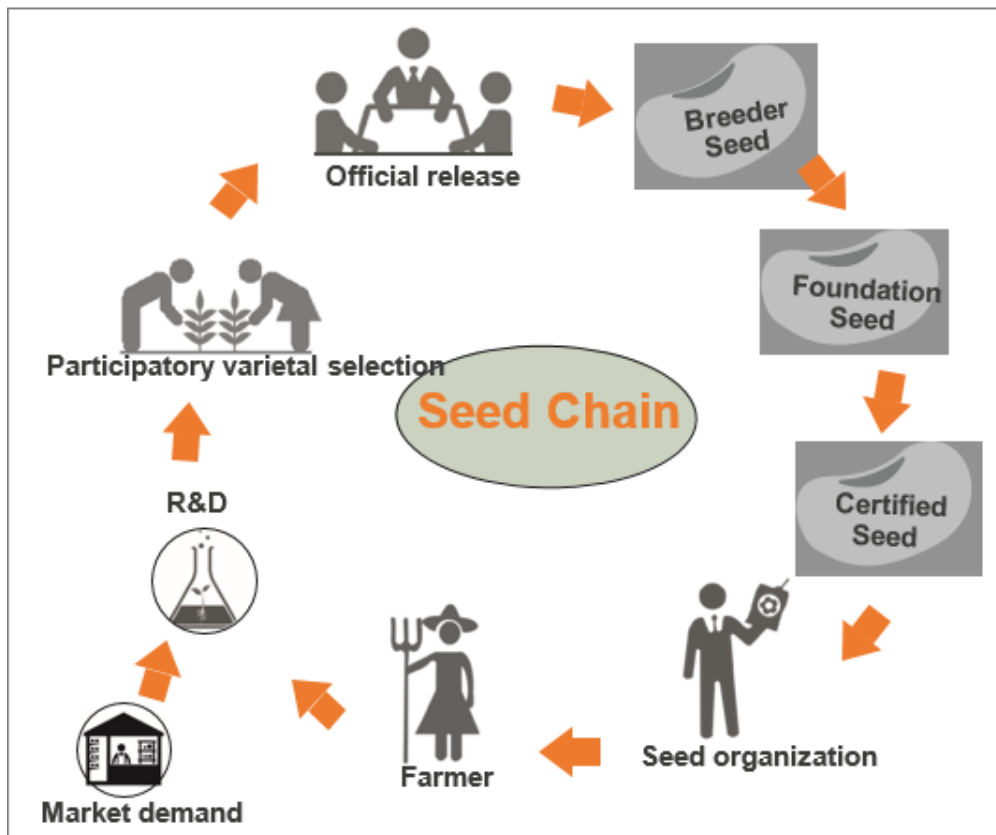 Official release
Breeder
Seed
Foundation
Seed
Participatory varietal selection
Seed Chain
Certified
Seed
R&D
Seed organization
Farmer
Market demand